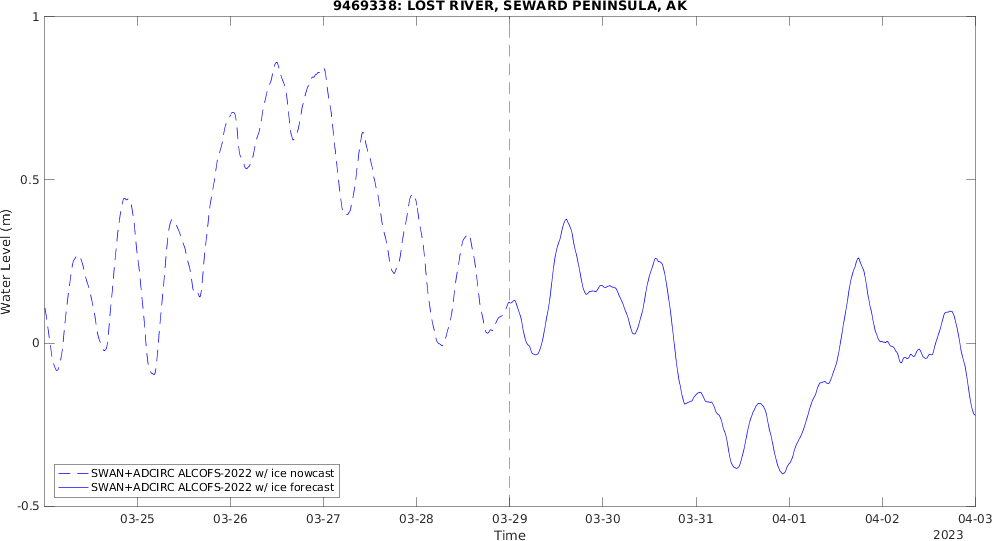 9469338: LOST RIVER, SEWARD PENINSULA, AK
1
0.5
0
-0.5
Water Level (m)
SWAN+ADCIRC ALCOFS-2022 w/ ice nowcast
SWAN+ADCIRC ALCOFS-2022 w/ ice forecast
03-25 03-26 03-27 03-28 03-29 03-30 03-31 04-01 04-02 04-03
Time
2023